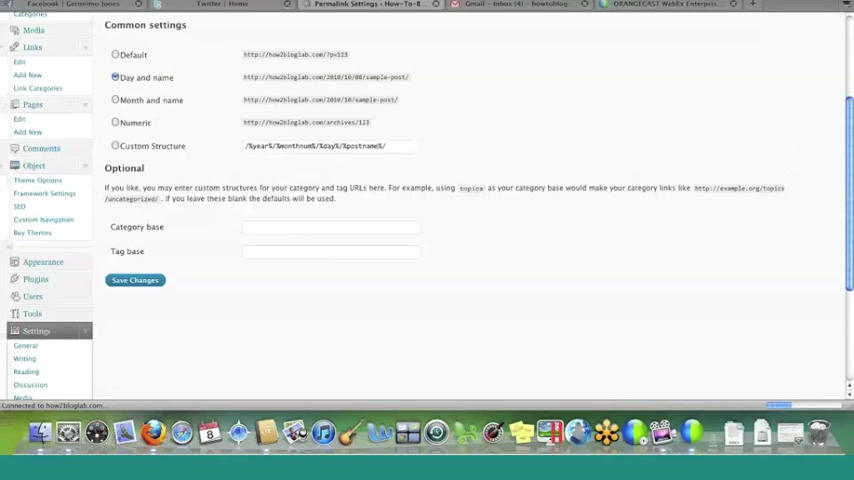 Facebook | Geronimo Jones
Twitter | Home
Permalink Settings ‹ How-To-B...
Gmail - Inbox (4) - howtoblog...
ORANGECAST WebEx Enterpris...
Categories
Common settings
Media
Links
Default http://how2bloglab.com/?p=123
Edit
Day and name http://how2bloglab.com/2010/10/08/sample-post/
Add New
Link Categories
Month and name http://how2bloglab.com/2010/10/sample-post/
Pages
Edit
Numeric http://how2bloglab.com/archives/123
Add New
Comments
Custom Structure /%year%/%monthnum%/%day%/%postname%/
Object
Optional
Theme Options
If you like, you may enter custom structures for your category and tag URLs here. For example, using topics as your category base would make your category links like http://example.org/topics
Framework Settings
/uncategorized/ . If you leave these blank the defaults will be used.
SEO
Custom Navigation
Category base
Buy Themes
Tag base
Appearance
Plugins
Save Changes
Users
Tools
Settings
General
Writing
Reading
Discussion
Media
Connected to how2bloglab.com...
8